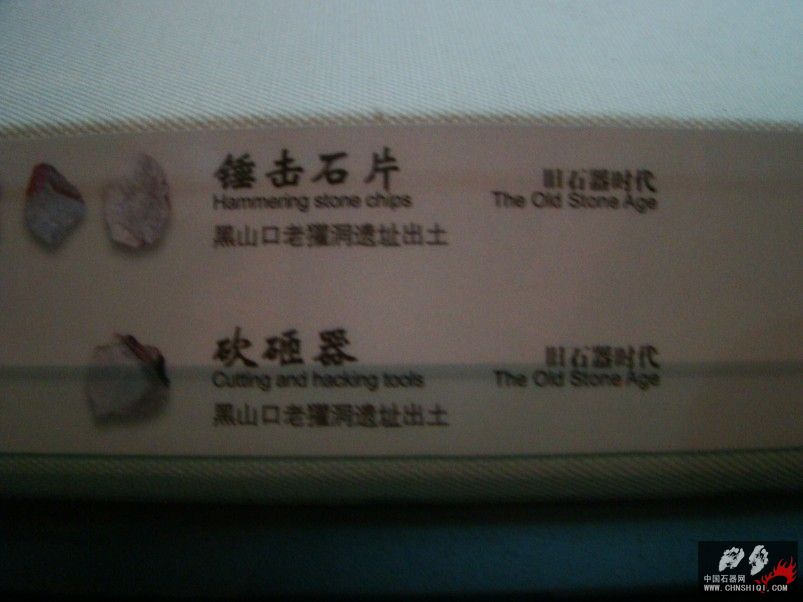 锤击石片
旧石器时代
Hammering stone chips
The Old Stone Age
黑山口老獾洞遗址出土
砍砸器
旧石器时代
Cutting and hacking tools
The Old Stone Age
黑山口老獾洞遗址出土
中国石器网
WWW.CHNSHIQI.COM